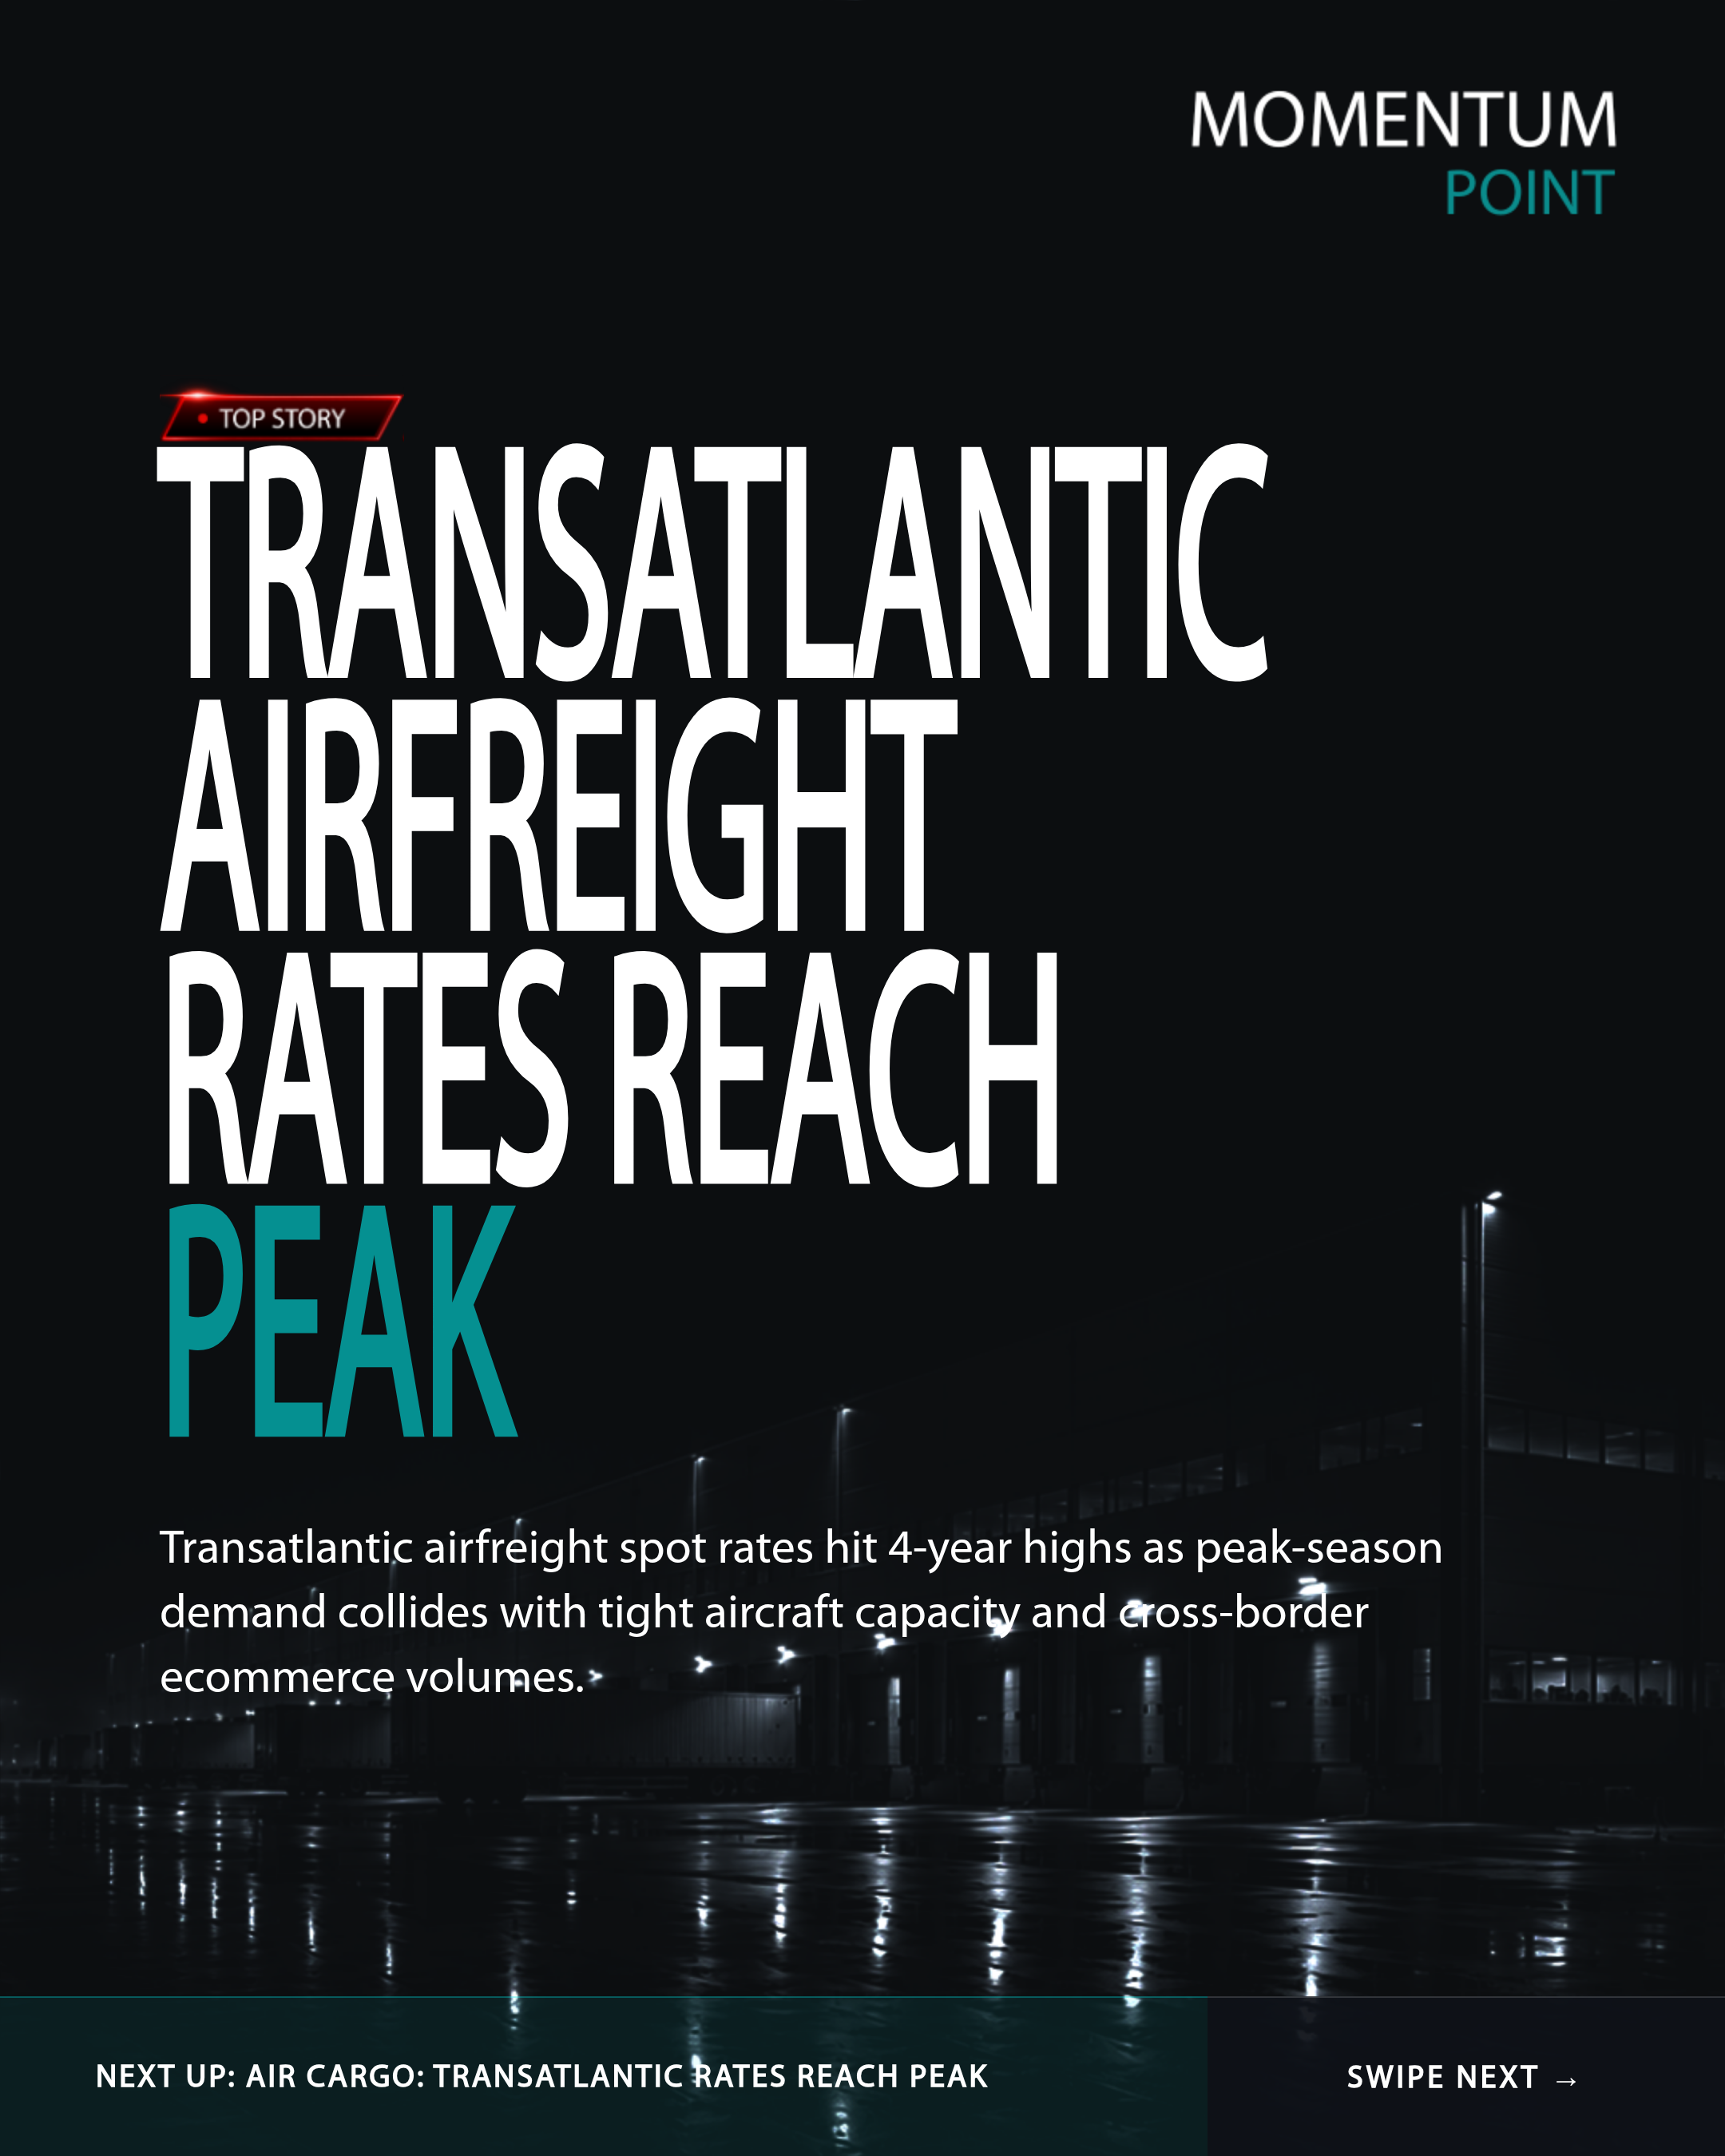 MOMENTUM
POINT
TOP STORY
TRANSATLANTIC
AIRFREIGHT
RATES REACH
PEAK
Transatlantic airfreight spot rates hit 4-year highs as peak-season
demand collides with tight aircraft capacity and cross-border
ecommerce volumes.
NEXT UP: AIR CARGO: TRANSATLANTIC RATES REACH PEAK
SWIPE NEXT →